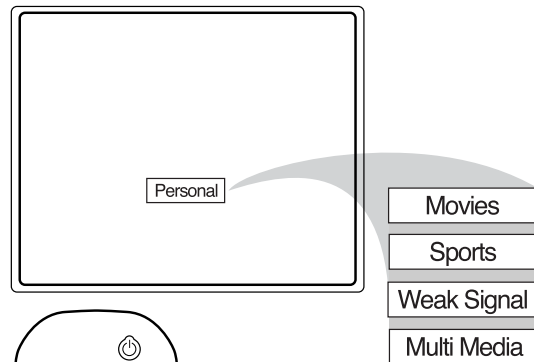 Personal
Movies
Sports
Weak Signal
Multi Media